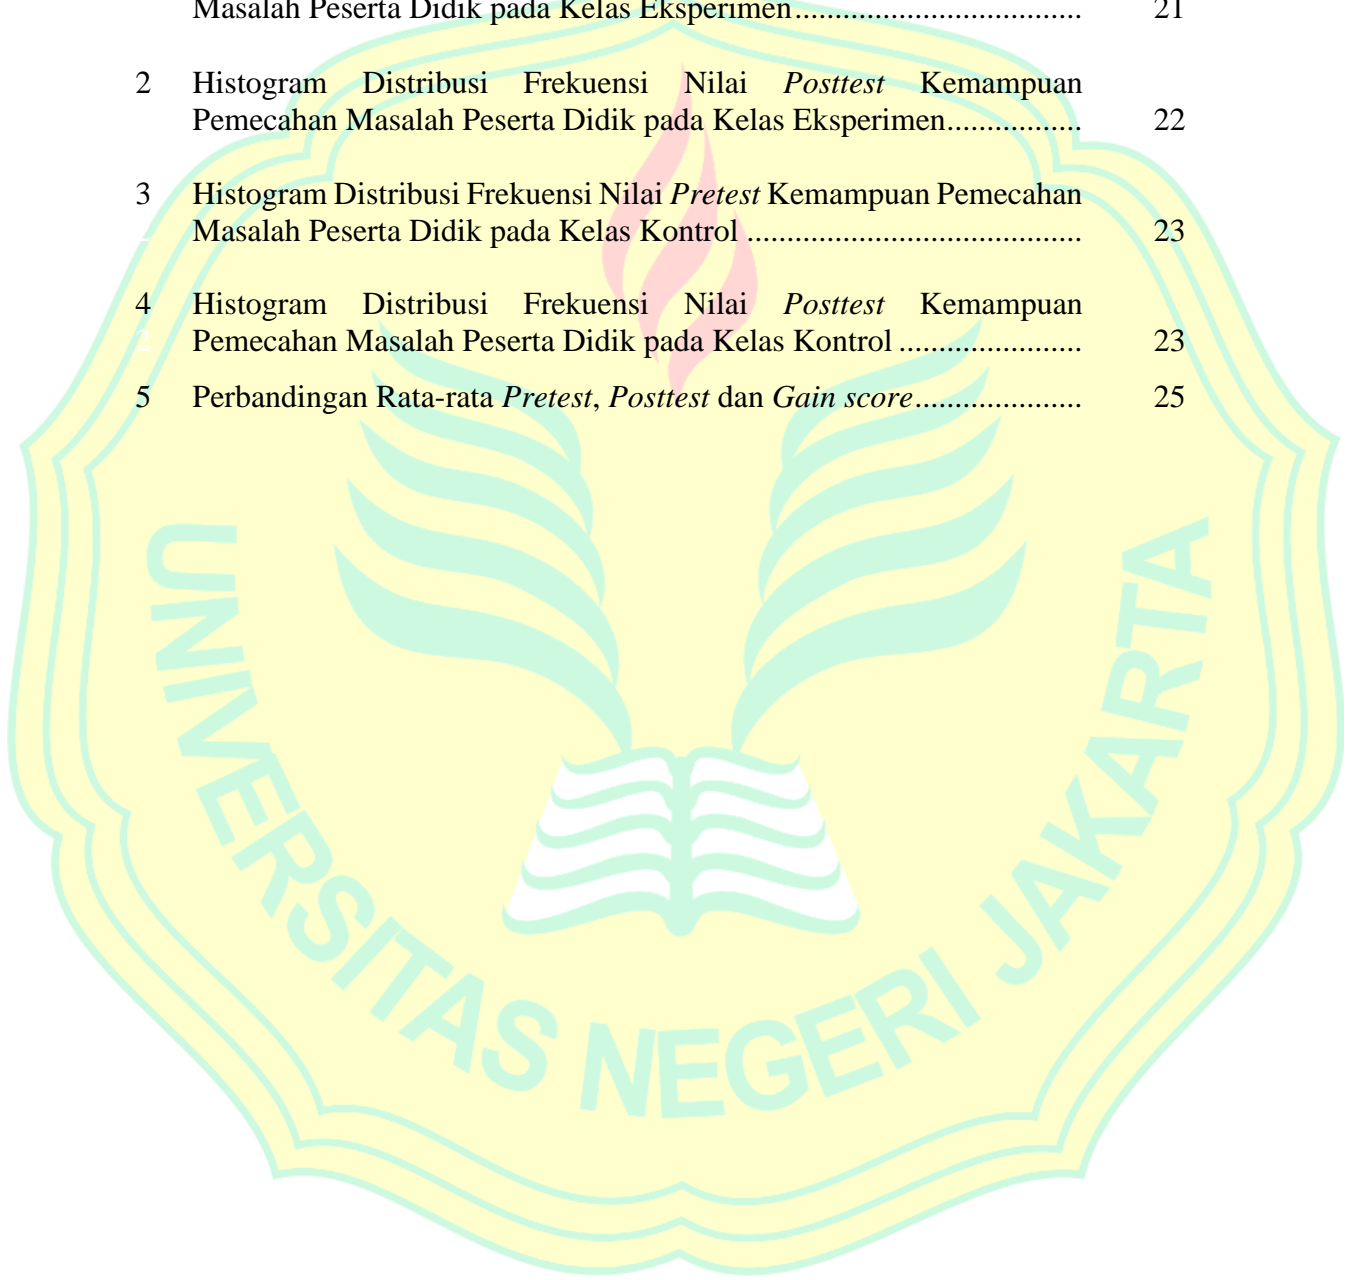 Masalah Peserta Didik pada Kelas Eksperimen.................................... 21
2 Histogram Distribusi Frekuensi Nilai Posttest Kemampuan
Pemecahan Masalah Peserta Didik pada Kelas Eksperimen................. 22
3 Histogram Distribusi Frekuensi Nilai Pretest Kemampuan Pemecahan
Masalah Peserta Didik pada Kelas Kontrol ........................................... 23
4 Histogram Distribusi Frekuensi Nilai Posttest Kemampuan
2 Pemecahan Masalah Peserta Didik pada Kelas Kontrol ....................... 23
5 Perbandingan Rata-rata Pretest, Posttest dan Gain score..................... 25
UNIVERSITAS NEGERI JAKARTA